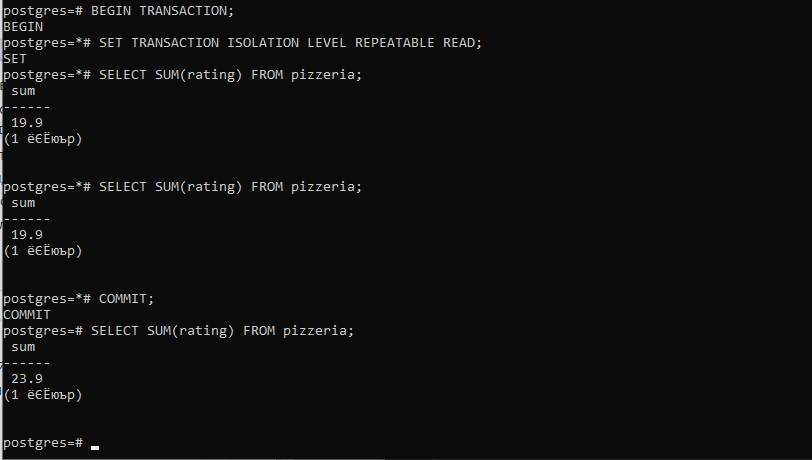 postgres=# BEGIN TRANSACTION;
BEGIN
postgres=*# SET TRANSACTION ISOLATION LEVEL REPEATABLE READ;
SET
postgres=*# SELECT SUM(rating) FROM pizzeria;
 sum
------
 19.9
(1 ёЄЁюър)
postgres=*# SELECT SUM(rating) FROM pizzeria;
 sum
------
 19.9
(1 ёЄЁюър)
postgres=*# COMMIT;
COMMIT
postgres=# SELECT SUM(rating) FROM pizzeria;
 sum
------
 23.9
(1 ёЄЁюър)
postgres=#